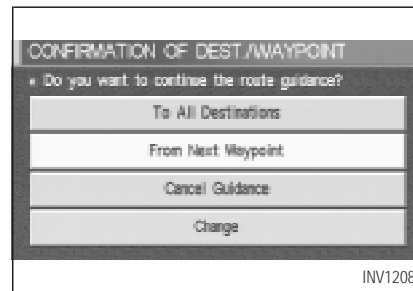 CONFIRMATION OF DEST./WAYPOINT
Do you want to continue the route guidance?
To All Destinations
From Next Waypoint
Cancel Guidance
Change
INV1208